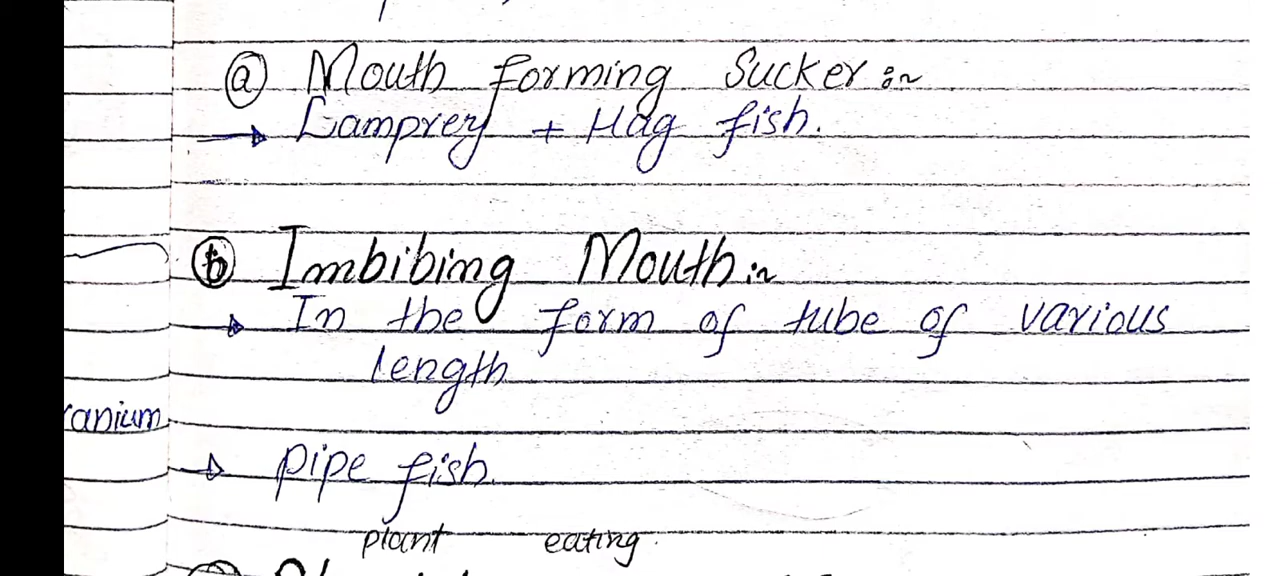 ⓐ Mouth forming Sucker :~
→ Lamprey + Hag fish.
ⓑ Imbibing Mouth :~
→ In the form of tube of various
length
ranium
→ pipe fish.
plant eating